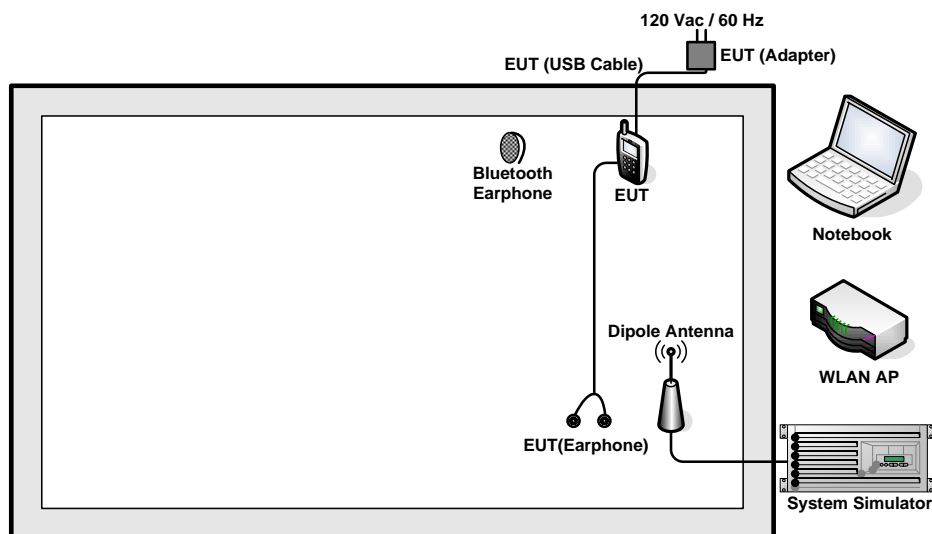 120 Vac / 60 Hz
EUT (USB Cable)
EUT (Adapter)
Bluetooth
Earphone
EUT
Notebook
Dipole Antenna
WLAN AP
EUT(Earphone)
System Simulator